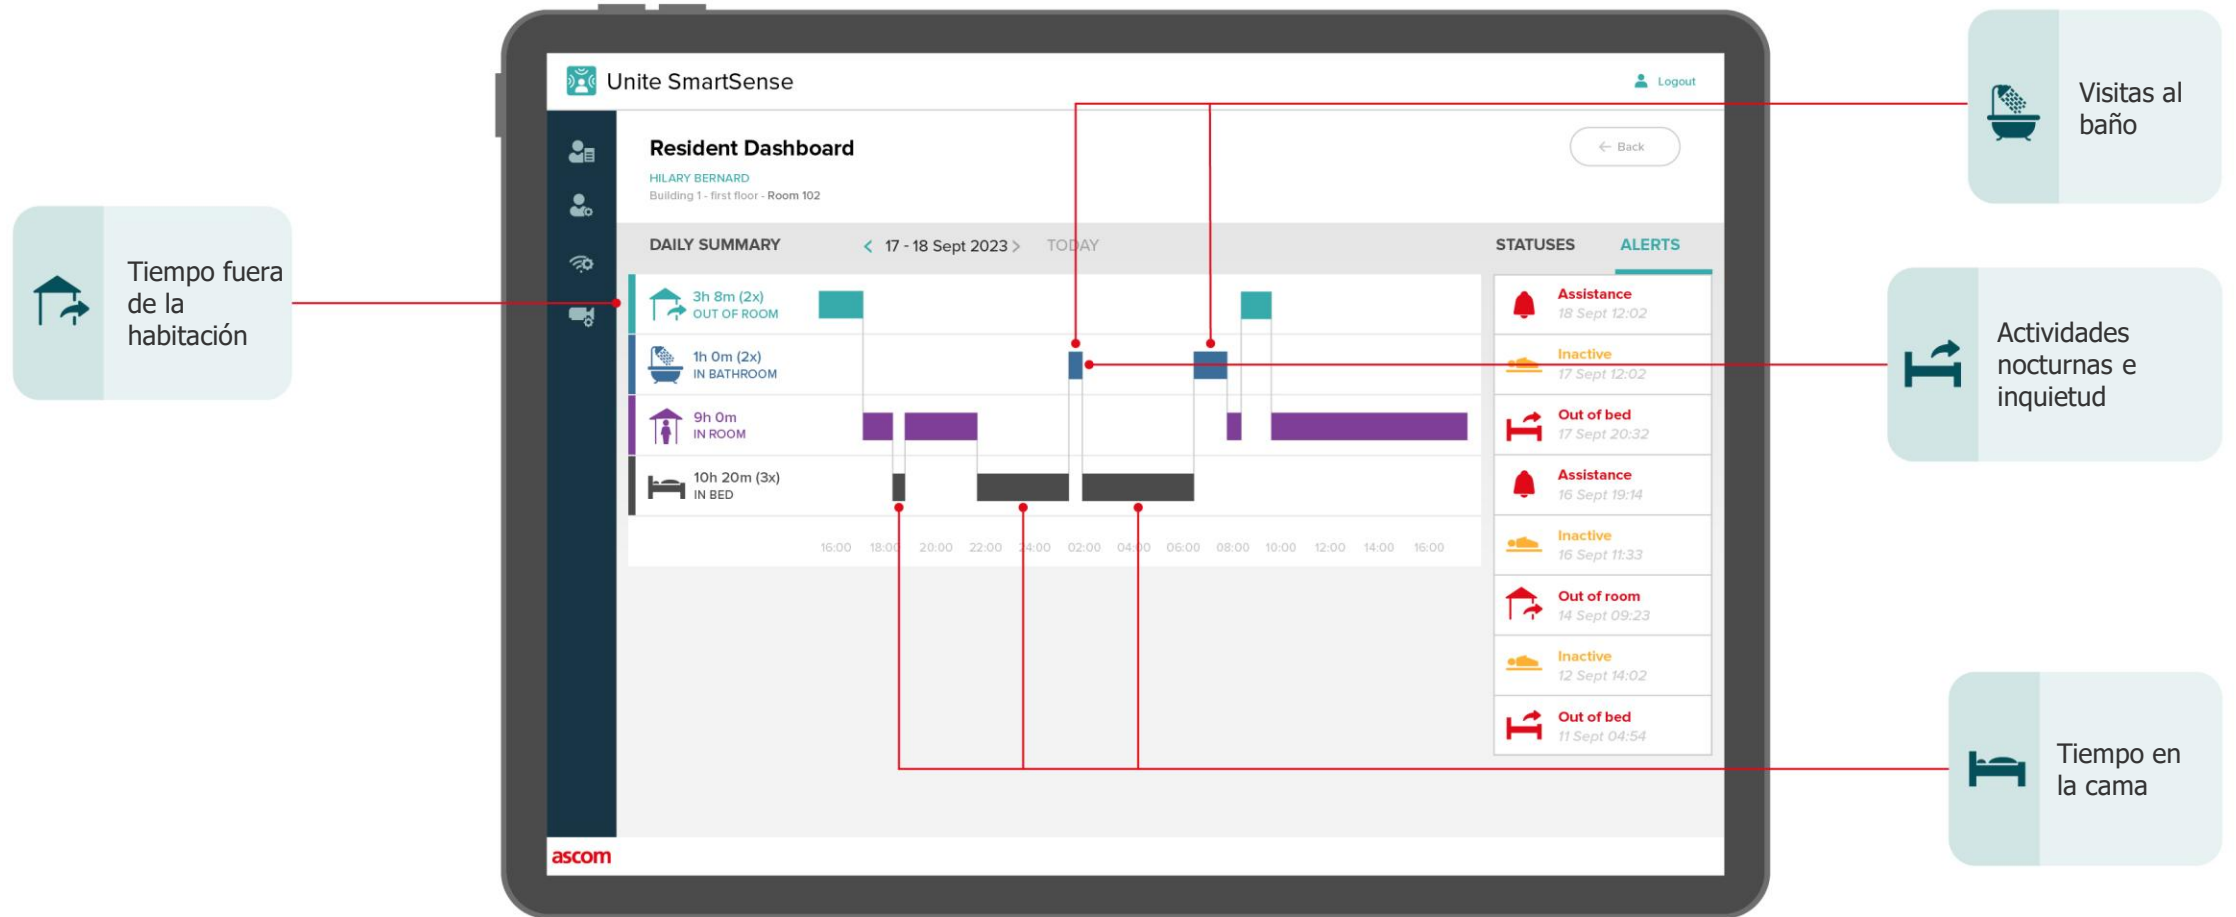 Unite SmartSense
Logout
Resident Dashboard
Back
HILARY BERNARD
Building 1 - first floor - Room 102
DAILY SUMMARY
< 17 - 18 Sept 2023 >
TODAY
STATUSES
ALERTS
3h 8m (2x)
OUT OF ROOM
1h 0m (2x)
IN BATHROOM
9h 0m
IN ROOM
10h 20m (3x)
IN BED
16:00 18:00 20:00 22:00 24:00 02:00 04:00 06:00 08:00 10:00 12:00 14:00 16:00
Assistance
18 Sept 12:02
Inactive
17 Sept 12:02
Out of bed
17 Sept 20:32
Assistance
16 Sept 19:14
Inactive
16 Sept 11:33
Out of room
14 Sept 09:23
Inactive
12 Sept 14:02
Out of bed
11 Sept 04:54
ascom
Tiempo fuera
de la
habitación
Visitas al
baño
Actividades
nocturnas e
inquietud
Tiempo en
la cama